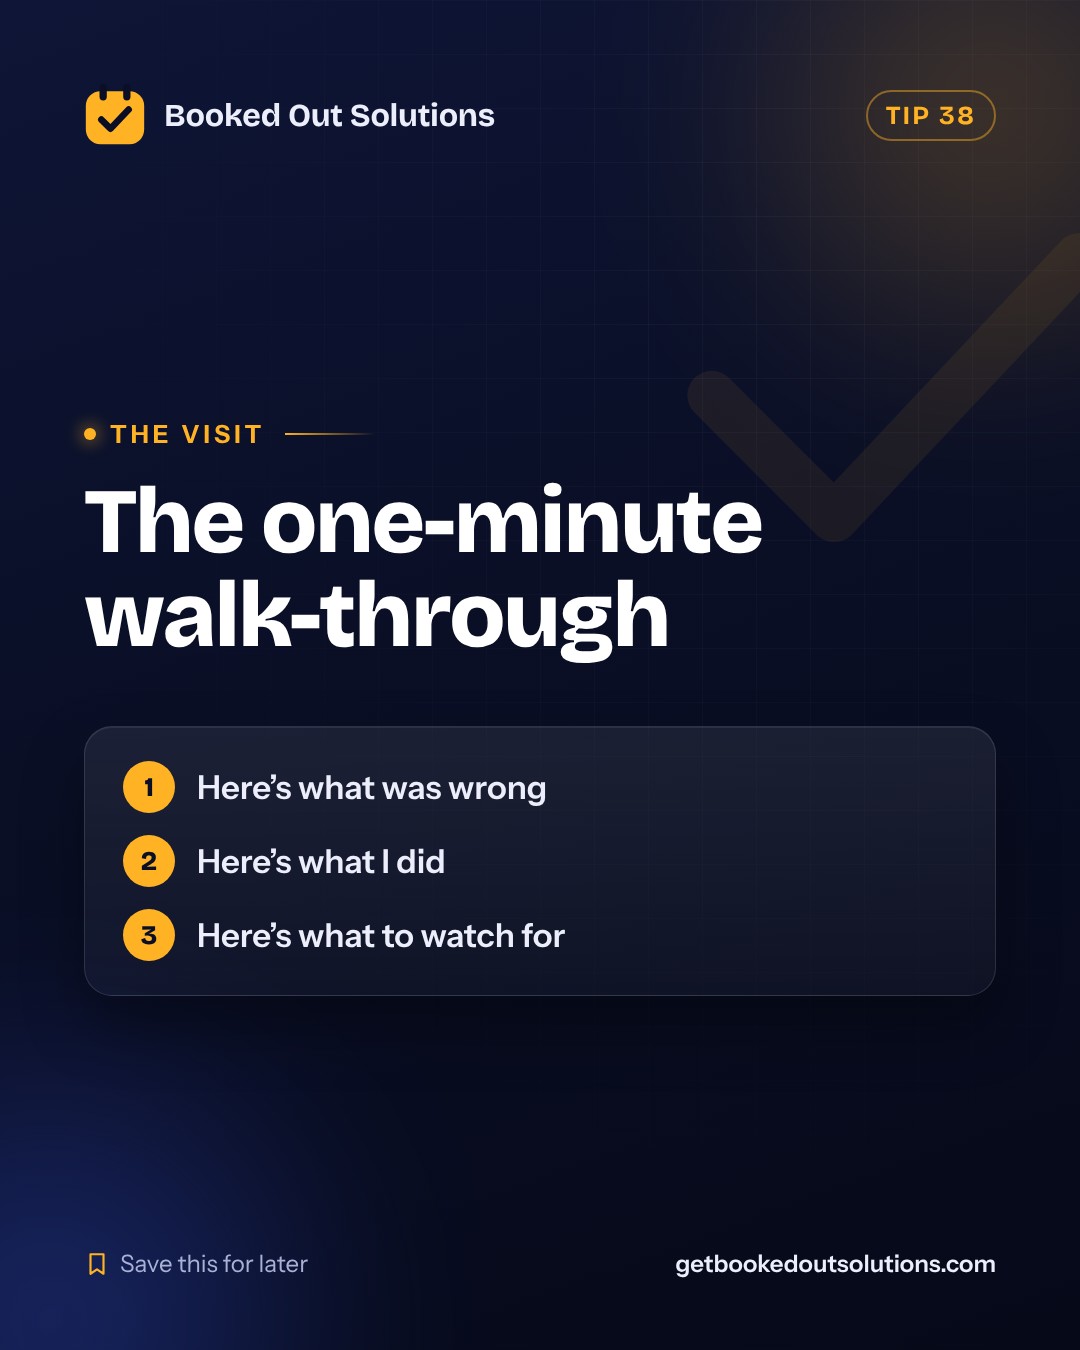 Booked Out Solutions
TIP 38
THE VISIT
The one-minute
walk-through
1 Here’s what was wrong
2 Here’s what I did
3 Here’s what to watch for
Save this for later
getbookedoutsolutions.com